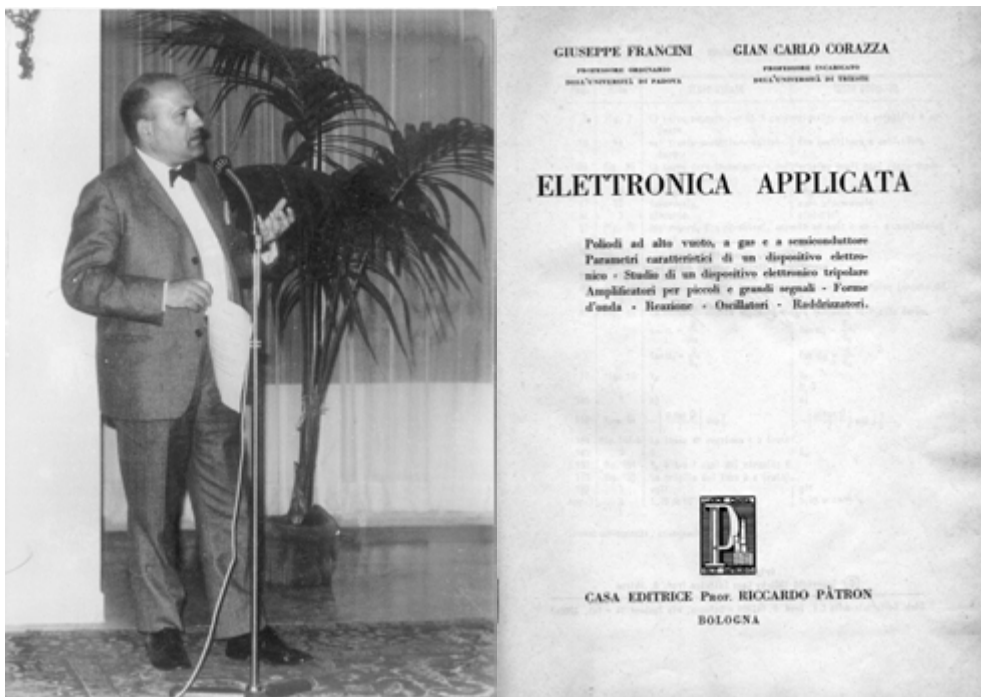 GIUSEPPE FRANCINI
PROFESSORE ORDINARIO
DELL'UNIVERSITÀ DI PADOVA
GIAN CARLO CORAZZA
PROFESSORE INCARICATO
DELL'UNIVERSITÀ DI TRIESTE
ELETTRONICA APPLICATA
Poliodi ad alto vuoto, a gas e a semiconduttore
Parametri caratteristici di un dispositivo elettro-
nico - Studio di un dispositivo elettronico tripolare
Amplificatori per piccoli e grandi segnali - Forme
d'onda - Reazione - Oscillatori - Raddrizzatori.
CASA EDITRICE PROF. RICCARDO PÀTRON
BOLOGNA